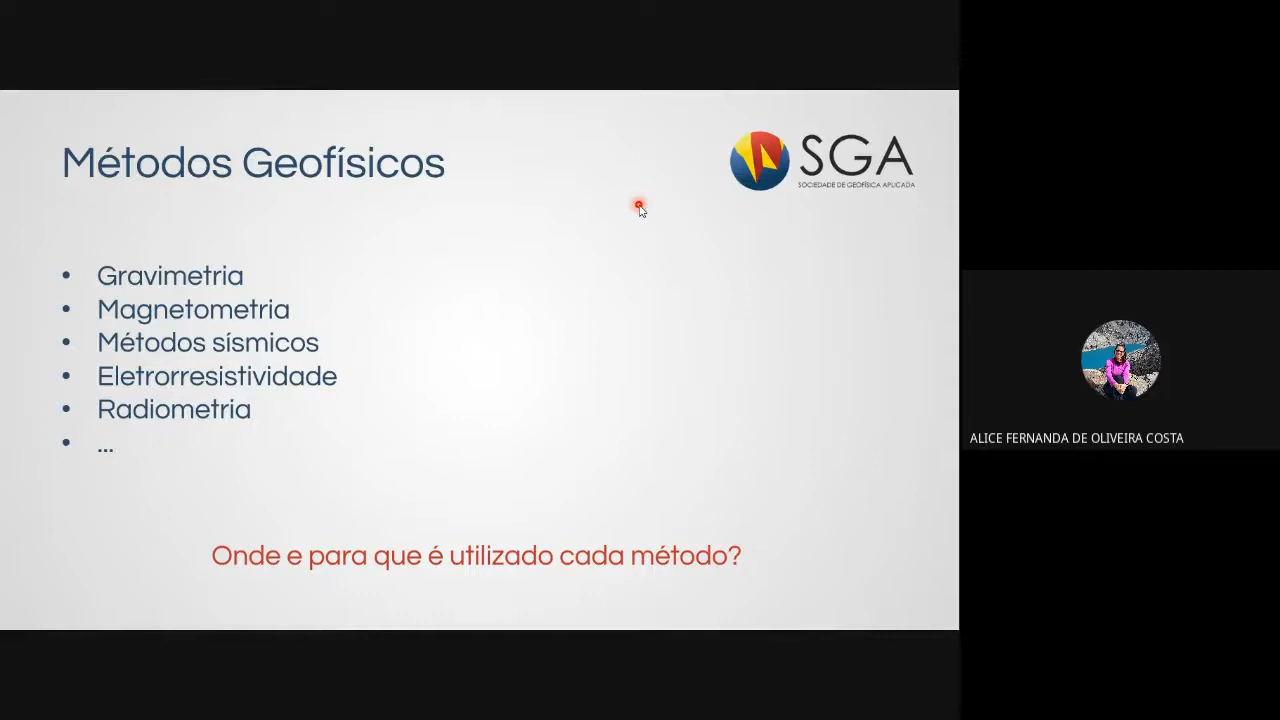 Métodos Geofísicos
SGA
SOCIEDADE DE GEOFÍSICA APLICADA
• Gravimetria
• Magnetometria
• Métodos sísmicos
• Eletrorresistividade
• Radiometria
• ...
Onde e para que é utilizado cada método?
ALICE FERNANDA DE OLIVEIRA COSTA